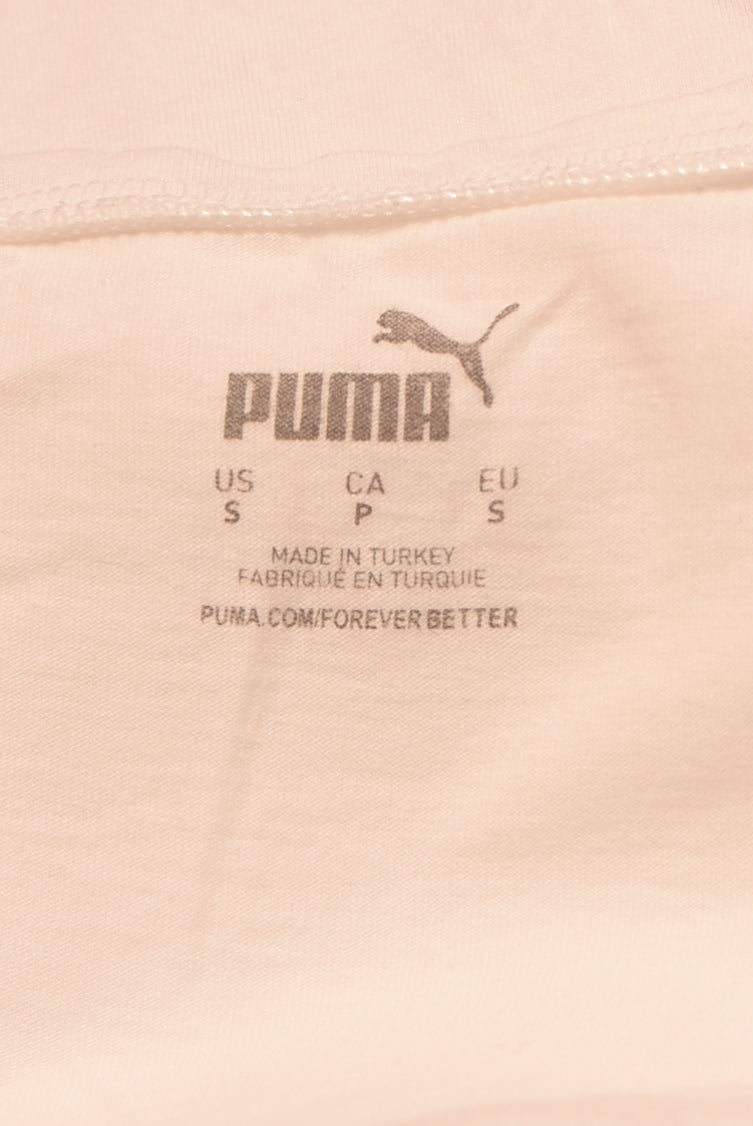 PUMA
US CA EU
S P S
MADE IN TURKEY
FABRIQUÉ EN TURQUIE
PUMA.COM/FOREVER BETTER